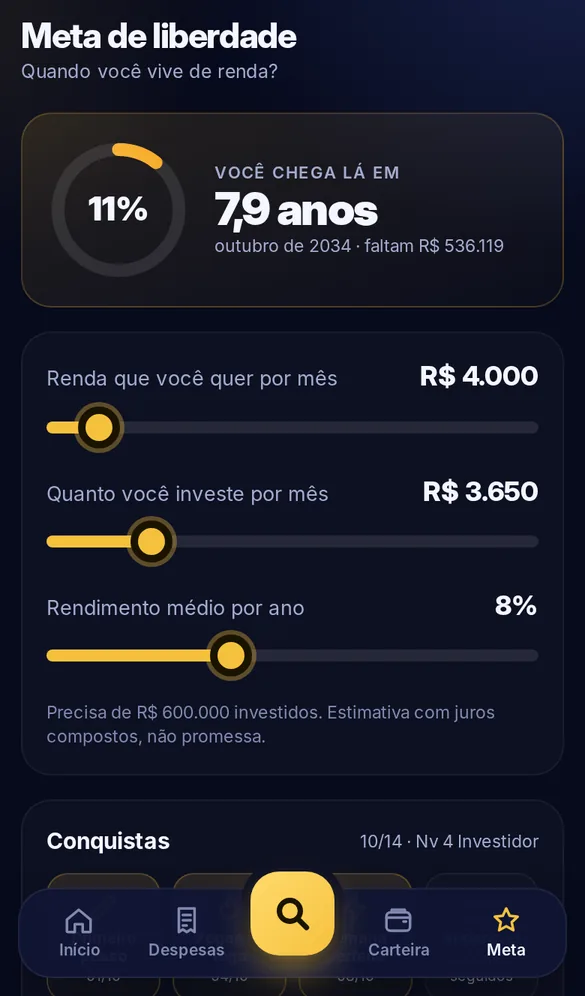 Meta de liberdade
Quando você vive de renda?
11%
VOCÊ CHEGA LÁ EM
7,9 anos
outubro de 2034 · faltam R$ 536.119
Renda que você quer por mês R$ 4.000
Quanto você investe por mês R$ 3.650
Rendimento médio por ano 8%
Precisa de R$ 600.000 investidos. Estimativa com juros
compostos, não promessa.
Conquistas 10/14 · Nv 4 Investidor
Início Despesas Carteira Meta
seguidos